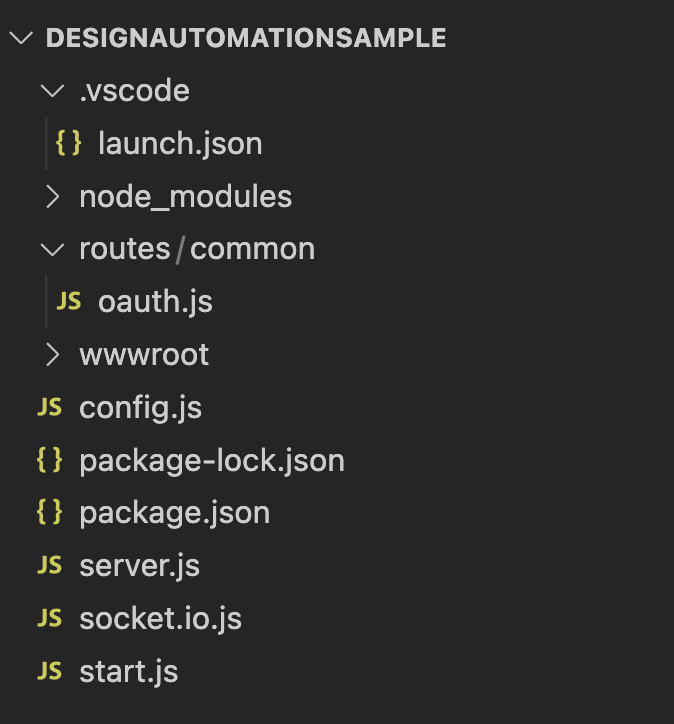 DESIGNAUTOMATIONSAMPLE
.vscode
{} launch.json
node_modules
routes/common
JS oauth.js
wwwroot
JS config.js
{} package-lock.json
{} package.json
JS server.js
JS socket.io.js
JS start.js